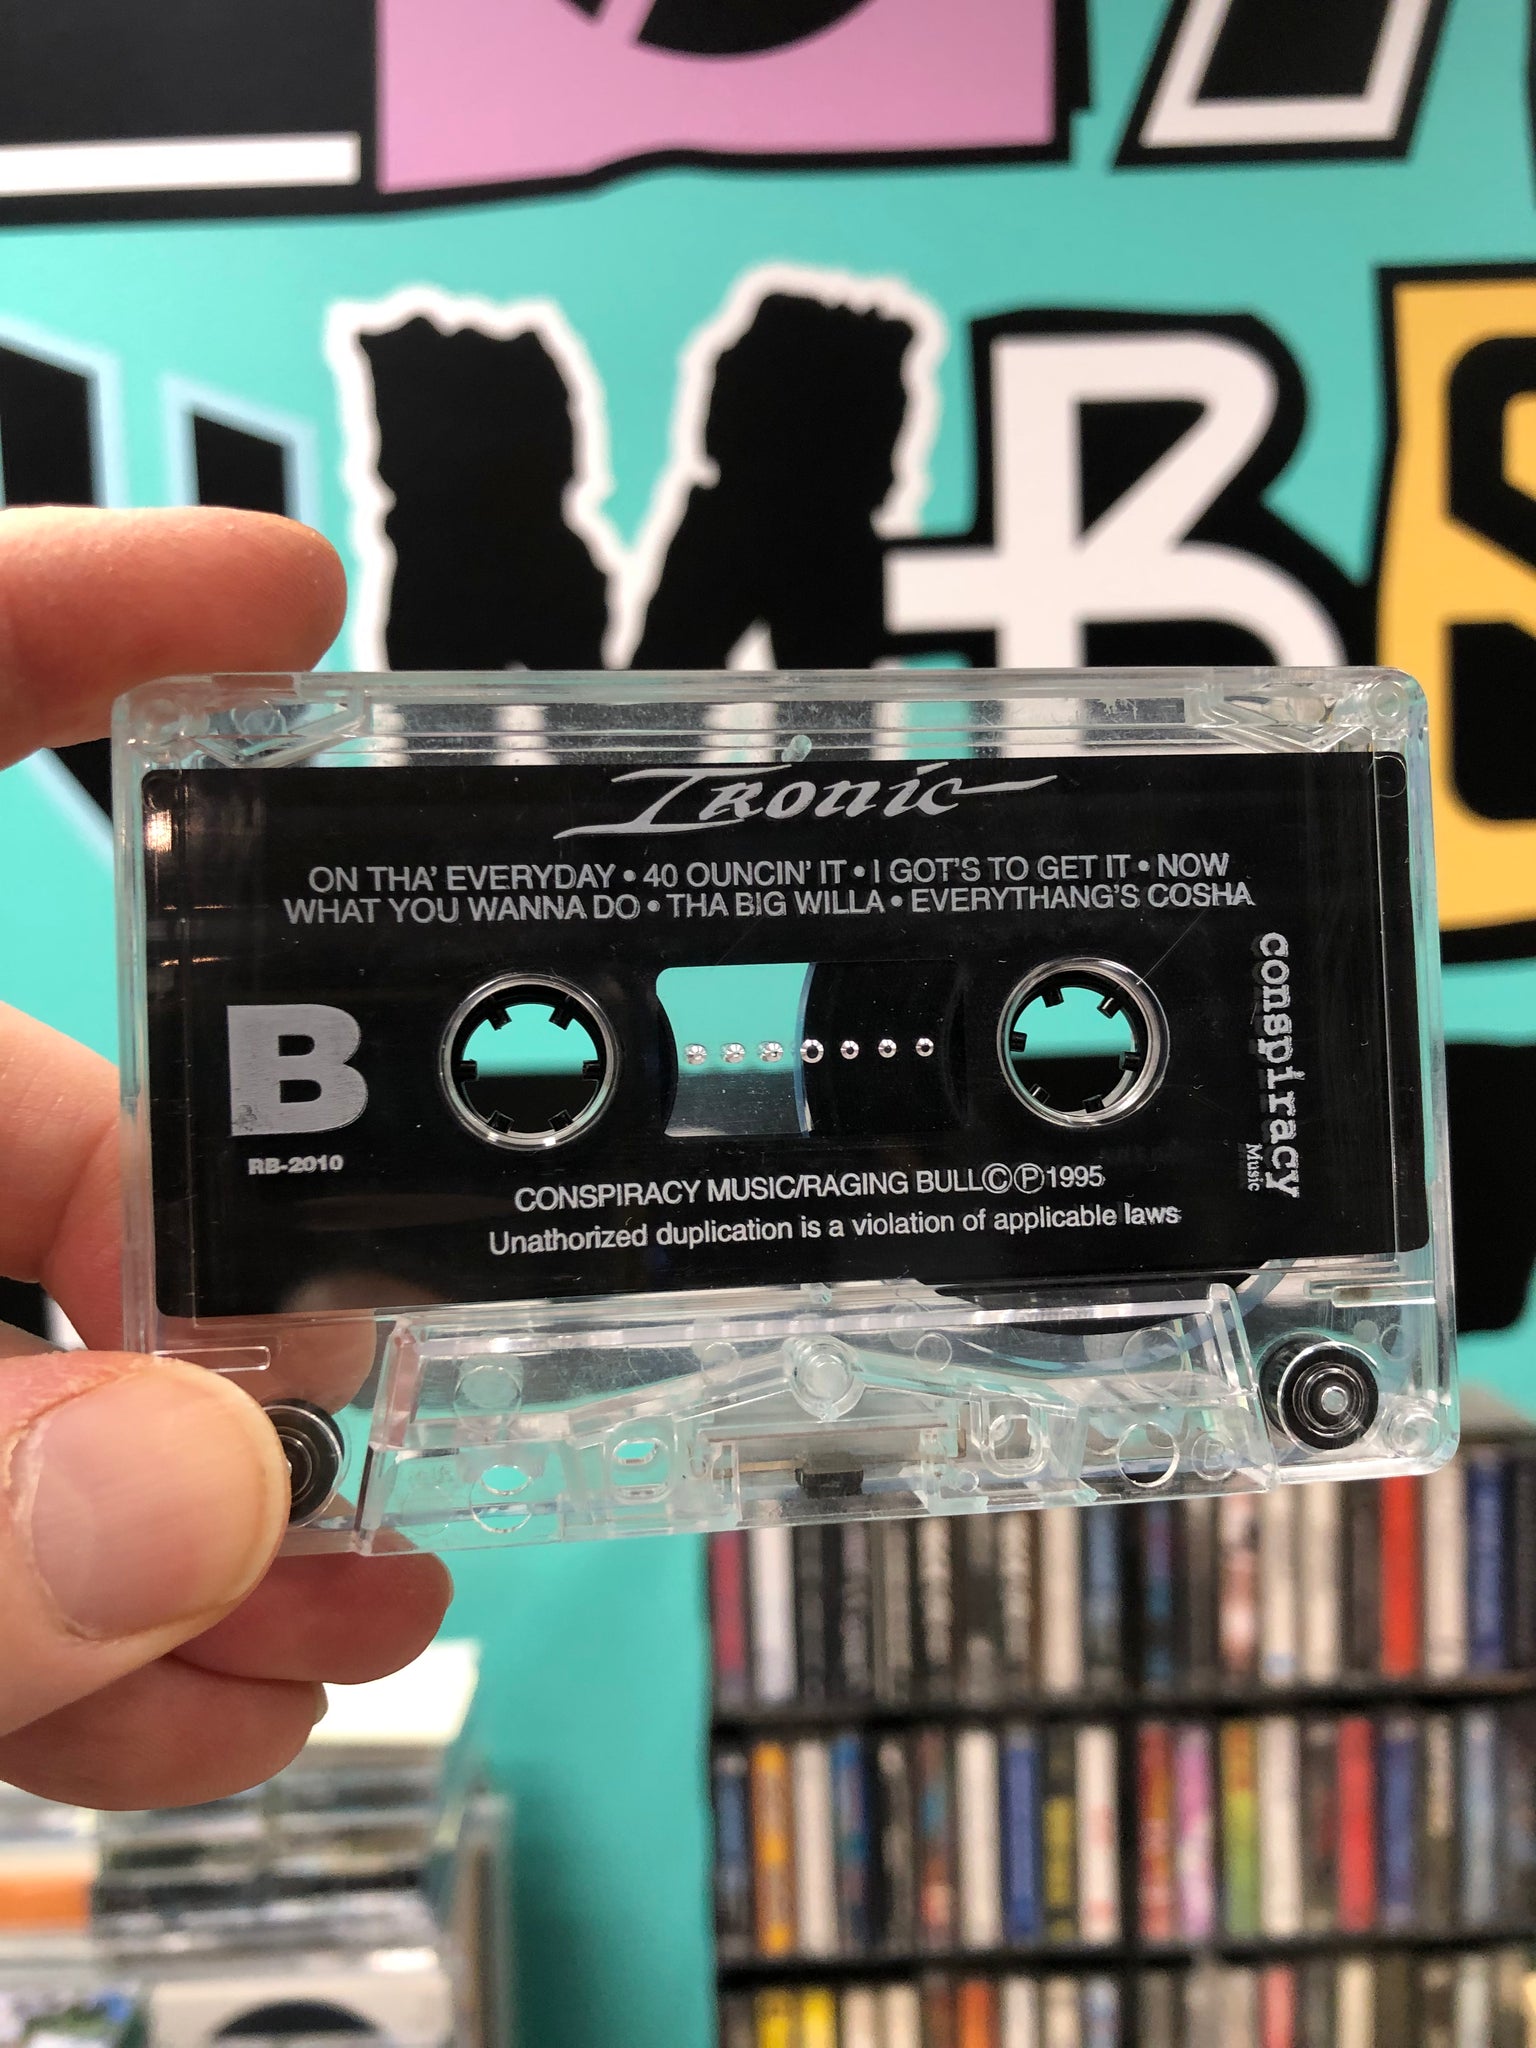 Ironic
ON THA' EVERYDAY • 40 OUNCIN' IT • I GOT'S TO GET IT • NOW
WHAT YOU WANNA DO • THA BIG WILLA • EVERYTHANG'S COSHA
B
RB-2010
conspiracy
Music
CONSPIRACY MUSIC/RAGING BULL©℗1995
Unathorized duplication is a violation of applicable laws